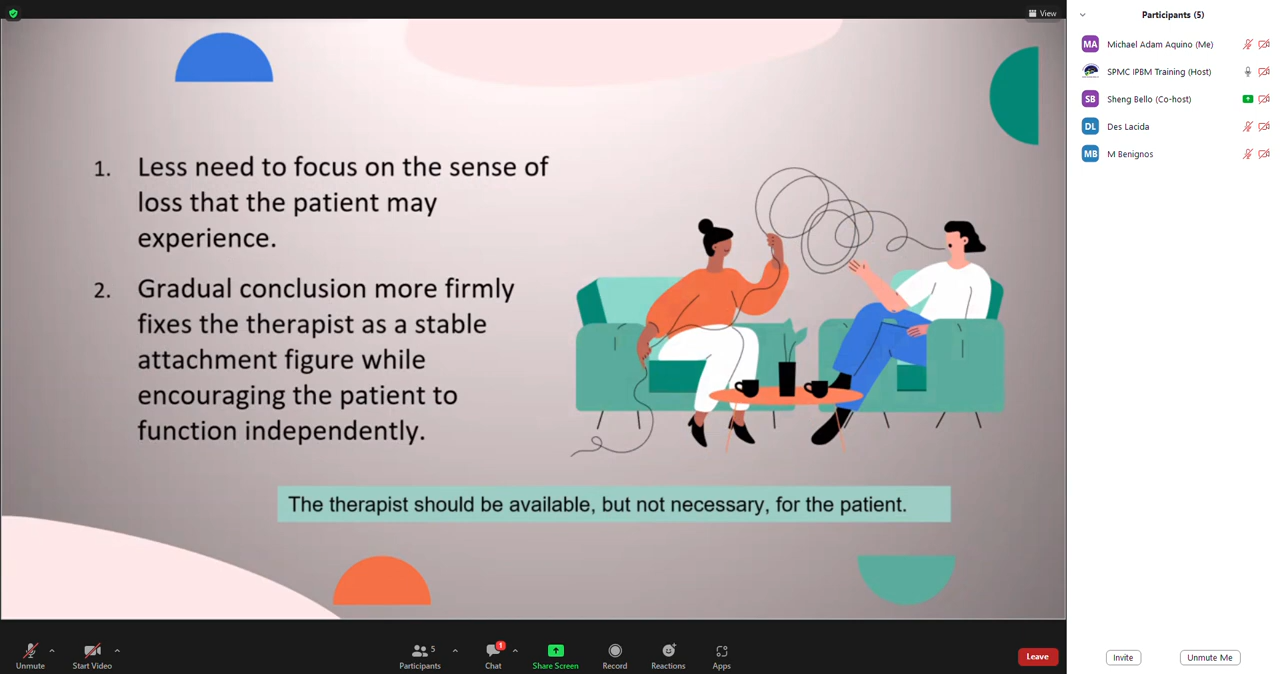 View
Participants (5)
MA Michael Adam Aquino (Me)
SPMC IPBM Training (Host)
SB Sheng Bello (Co-host)
DL Des Lacida
MB M Benignos
1. Less need to focus on the sense of
loss that the patient may
experience.
2. Gradual conclusion more firmly
fixes the therapist as a stable
attachment figure while
encouraging the patient to
function independently.
The therapist should be available, but not necessary, for the patient.
Unmute
Start Video
Participants 5
Chat 1
Share Screen
Record
Reactions
Apps
Leave
Invite
Unmute Me